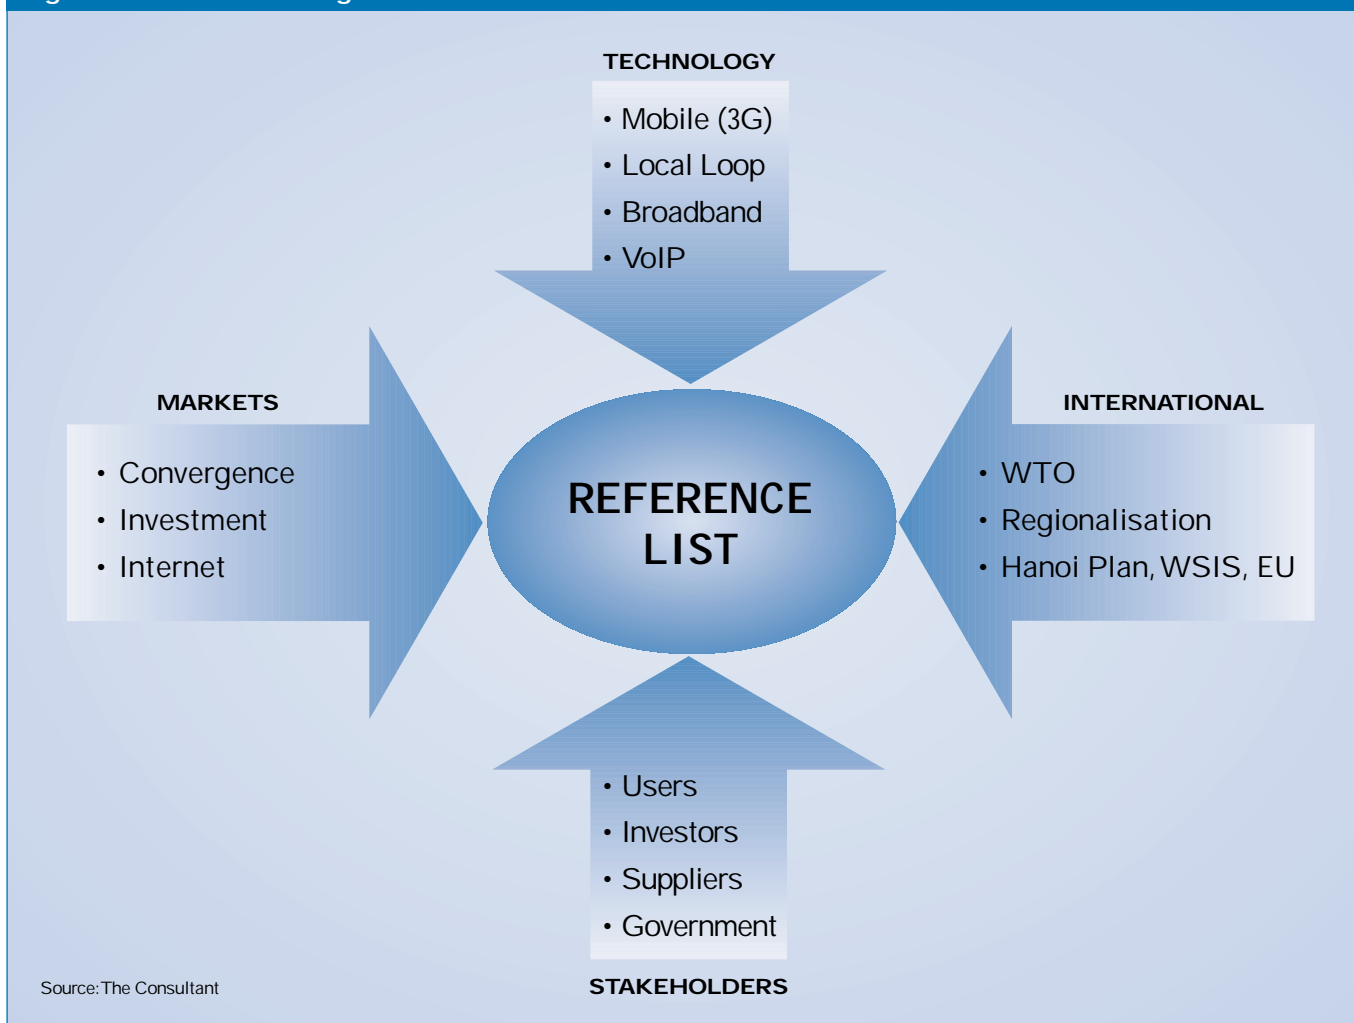 TECHNOLOGY
• Mobile (3G)
• Local Loop
• Broadband
• VoIP
MARKETS
• Convergence
• Investment
• Internet
REFERENCE
LIST
INTERNATIONAL
• WTO
• Regionalisation
• Hanoi Plan, WSIS, EU
• Users
• Investors
• Suppliers
• Government
STAKEHOLDERS
Source: The Consultant